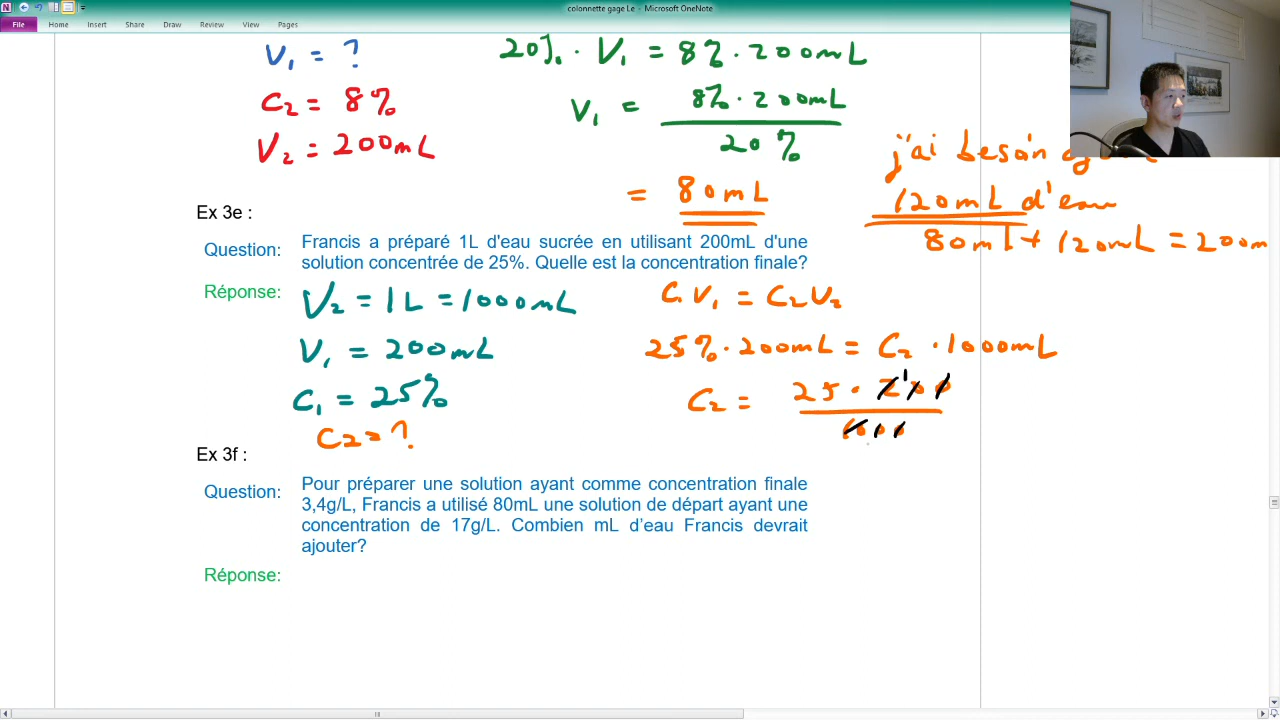 colonnette gage Le - Microsoft OneNote
File Home Insert Share Draw Review View Pages
V₁ = ?
C₂ = 8%
V₂ = 200mL
20% · V₁ = 8% · 200mL
V₁ = 8% · 200mL / 20%
= 80mL
j'ai besoin
120mL d'eau
80mL + 120mL = 200m
Ex 3e :
Question: Francis a préparé 1L d'eau sucrée en utilisant 200mL d'une
solution concentrée de 25%. Quelle est la concentration finale?
Réponse:
V₂ = 1L = 1000mL
V₁ = 200mL
C₁ = 25%
C₂ = ?
C₁V₁ = C₂V₂
25% · 200mL = C₂ · 1000mL
C₂ = 25 · 200 / 1000
Ex 3f :
Question: Pour préparer une solution ayant comme concentration finale
3,4g/L, Francis a utilisé 80mL une solution de départ ayant une
concentration de 17g/L. Combien mL d'eau Francis devrait
ajouter?
Réponse: